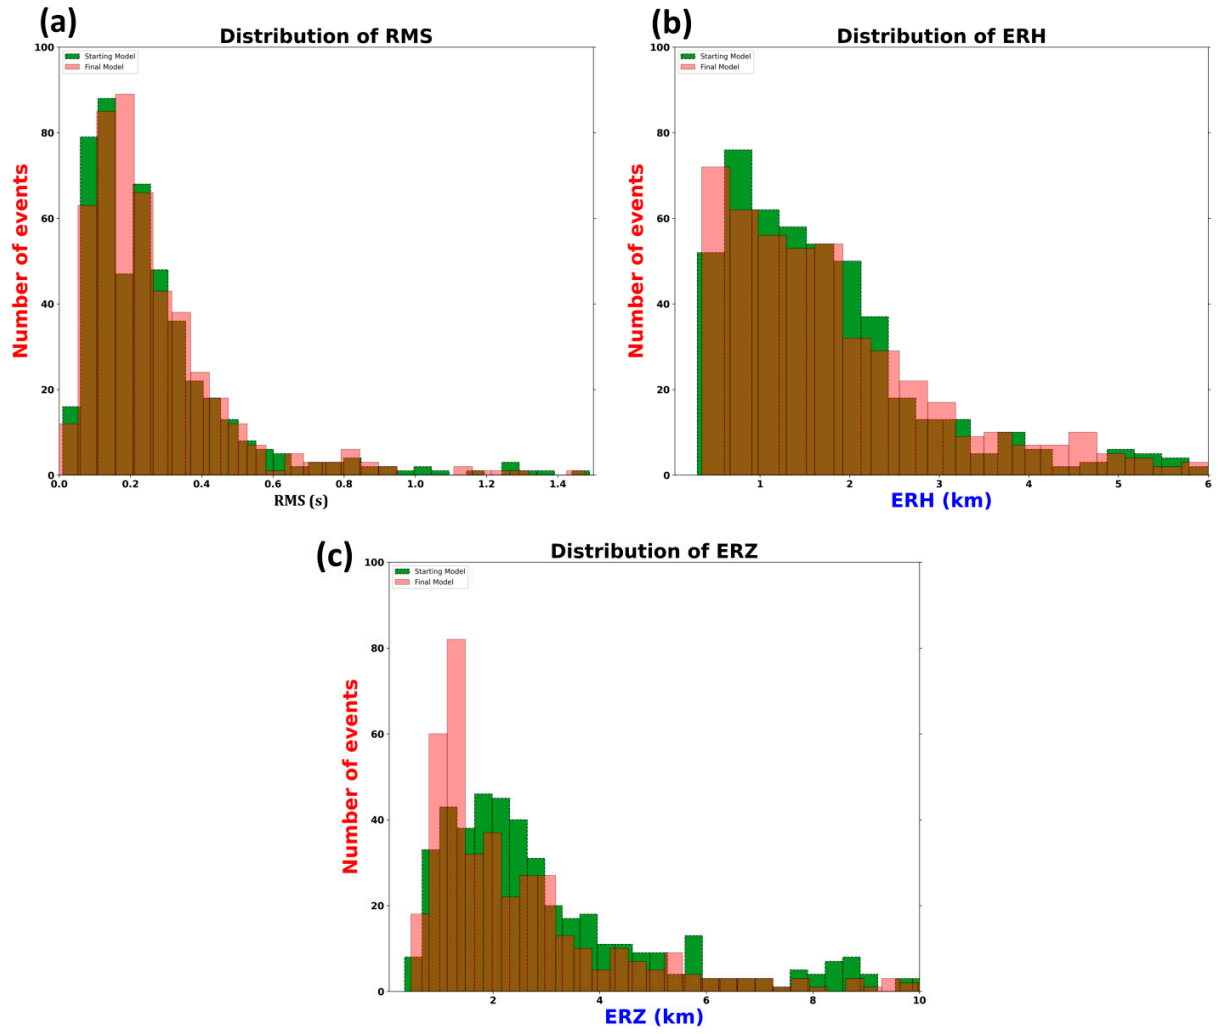 (a)
Distribution of RMS
100
80
60
40
20
0
Number of events
Starting Model
Final Model
0.0 0.2 0.4 0.6 0.8 1.0 1.2 1.4
RMS (s)
(b)
Distribution of ERH
100
80
60
40
20
0
Number of events
Starting Model
Final Model
1 2 3 4 5 6
ERH (km)
(c)
Distribution of ERZ
100
80
60
40
20
0
Number of events
Starting Model
Final Model
2 4 6 8 10
ERZ (km)